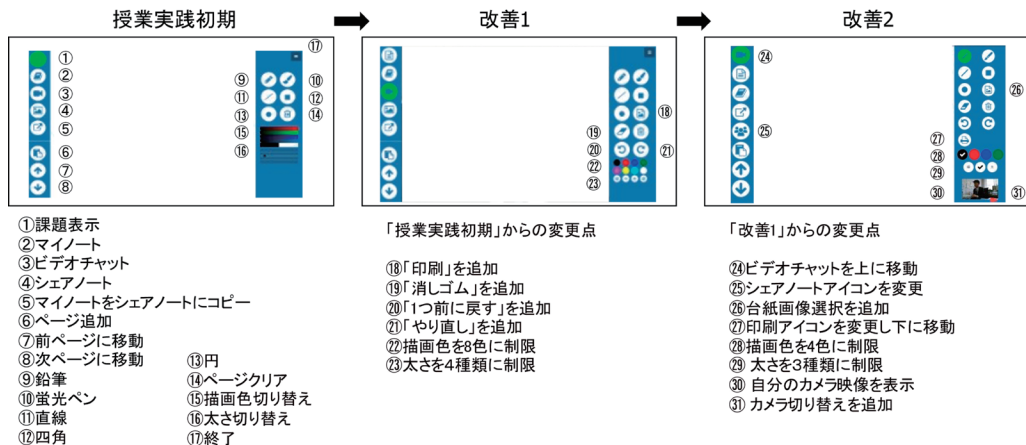 授業実践初期 → 改善1 → 改善2
① ② ③ ④ ⑤ ⑥ ⑦ ⑧
⑨ ⑩ ⑪ ⑫ ⑬ ⑭ ⑮ ⑯ ⑰
⑱ ⑲ ⑳ ㉑ ㉒ ㉓
㉔ ㉕ ㉖ ㉗ ㉘ ㉙ ㉚ ㉛
①課題表示
②マイノート
③ビデオチャット
④シェアノート
⑤マイノートをシェアノートにコピー
⑥ページ追加
⑦前ページに移動
⑧次ページに移動
⑨鉛筆
⑩蛍光ペン
⑪直線
⑫四角
⑬円
⑭ページクリア
⑮描画色切り替え
⑯太さ切り替え
⑰終了
「授業実践初期」からの変更点
⑱「印刷」を追加
⑲「消しゴム」を追加
⑳「1つ前に戻す」を追加
㉑「やり直し」を追加
㉒描画色を8色に制限
㉓太さを4種類に制限
「改善1」からの変更点
㉔ビデオチャットを上に移動
㉕シェアノートアイコンを変更
㉖台紙画像選択を追加
㉗印刷アイコンを変更し下に移動
㉘描画色を4色に制限
㉙ 太さを3種類に制限
㉚ 自分のカメラ映像を表示
㉛ カメラ切り替えを追加